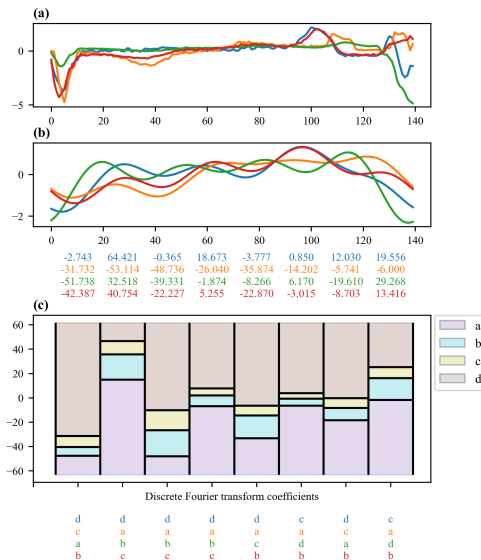 (a)
0
−5
0 20 40 60 80 100 120 140
(b)
0
−2
0 20 40 60 80 100 120 140
-2.743 64.421 -0.365 18.673 -3.777 0.850 12.030 19.556
-31.732 -53.114 -48.736 -26.040 -35.874 -14.202 -5.741 -6.000
-51.738 32.518 -39.331 -1.874 -8.266 6.170 -19.610 29.268
-42.387 40.754 -22.227 5.255 -22.870 -3.015 -8.703 13.416
(c)
60
40
20
0
−20
−40
−60
a
b
c
d
Discrete Fourier transform coefficients
d d d d d c d c
c a a a a a c a
a b b b c d a d
b c c c b b b b